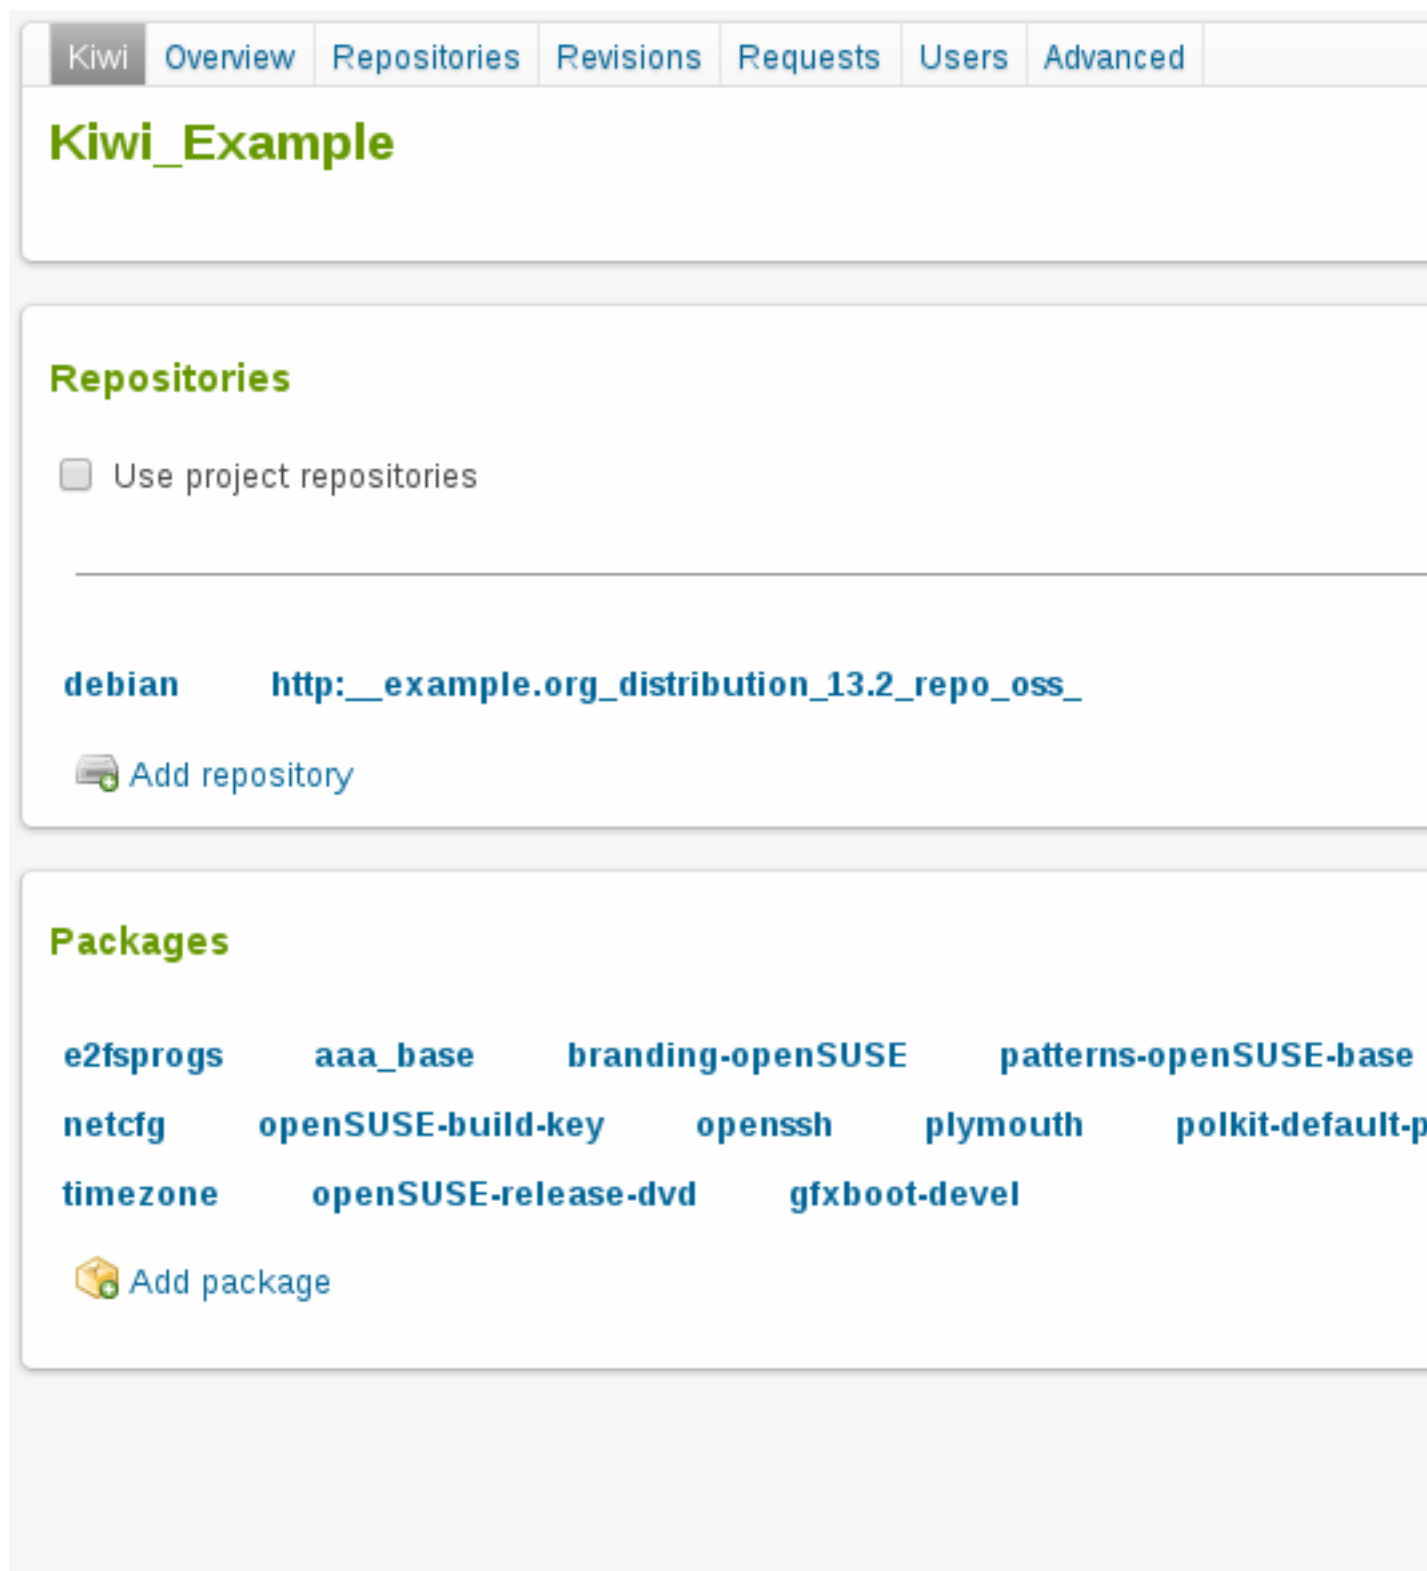 Kiwi Overview Repositories Revisions Requests Users Advanced
Kiwi_Example
Repositories
Use project repositories
debian http:__example.org_distribution_13.2_repo_oss_
Add repository
Packages
e2fsprogs aaa_base branding-openSUSE patterns-openSUSE-base
netcfg openSUSE-build-key openssh plymouth polkit-default-p
timezone openSUSE-release-dvd gfxboot-devel
Add package